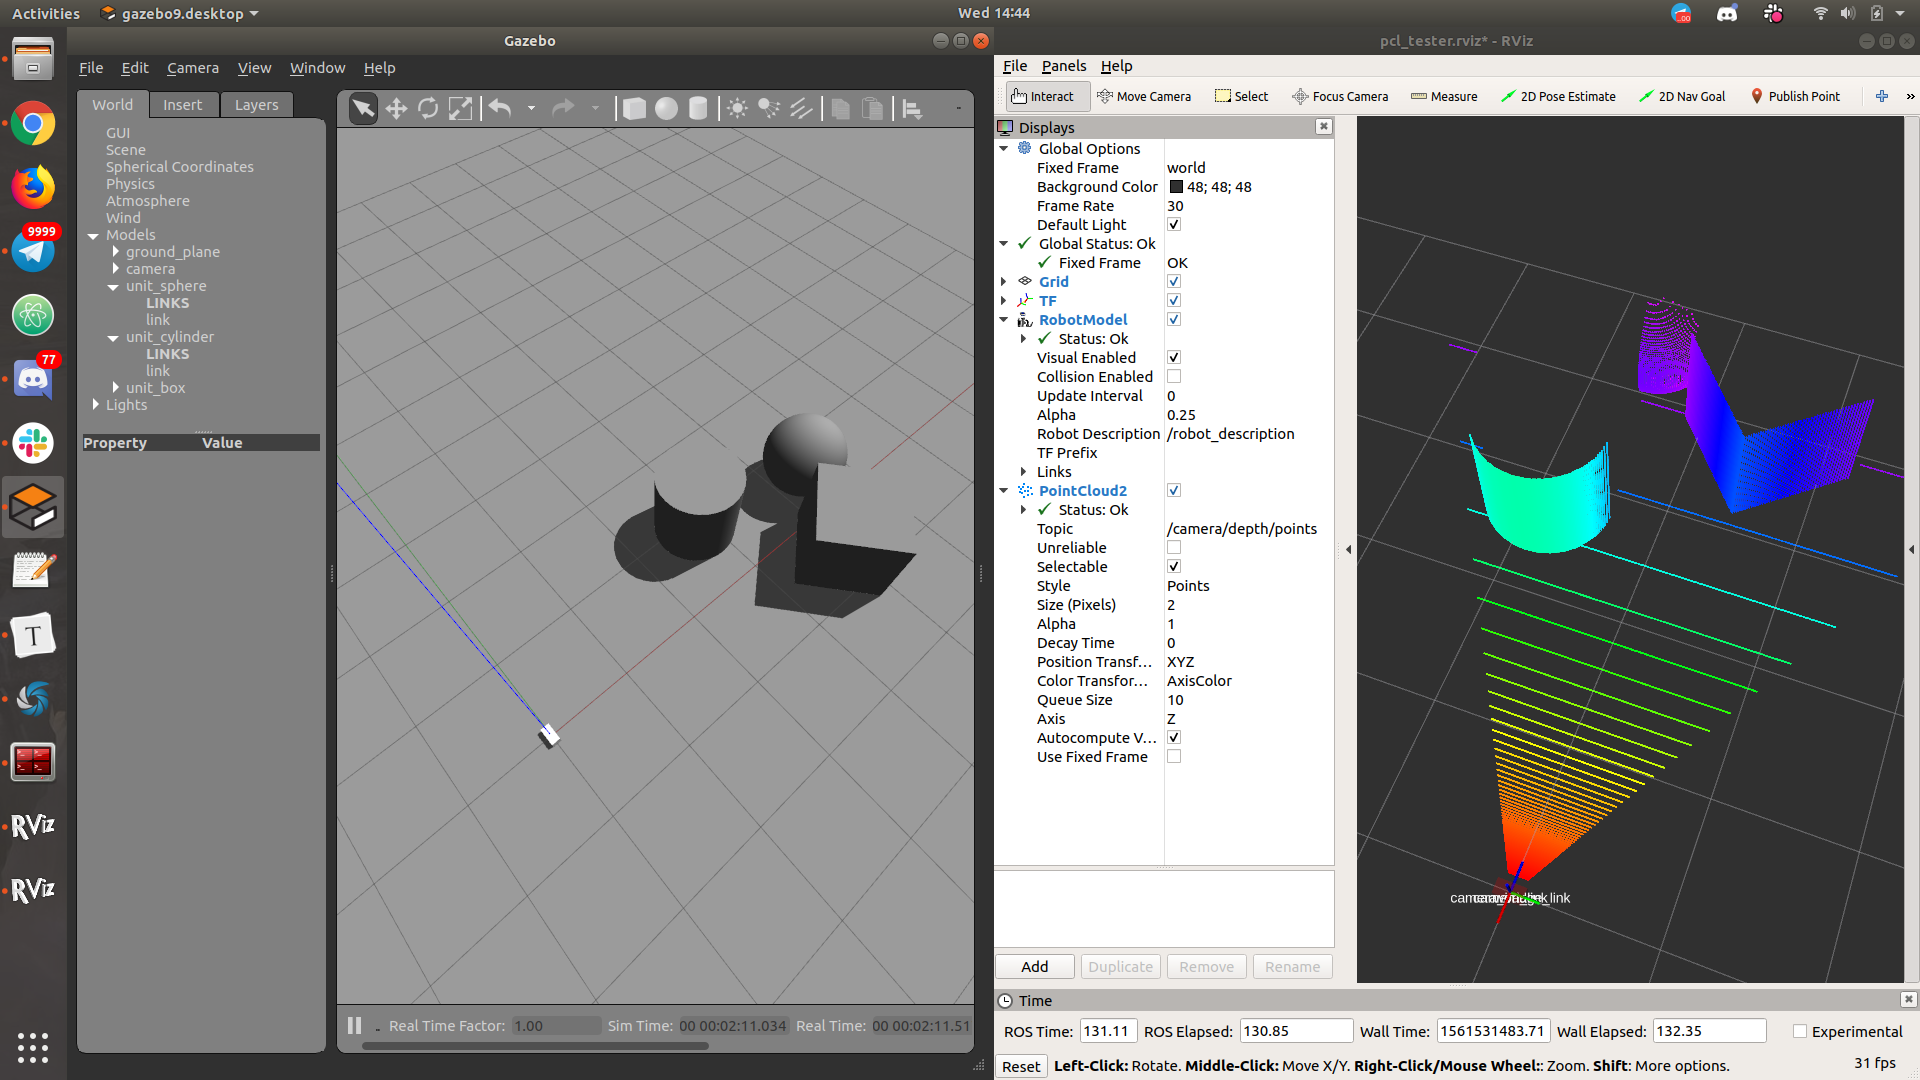 Activities gazebo9.desktop Wed 14:44
Gazebo
File Edit Camera View Window Help
World Insert Layers
GUI
Scene
Spherical Coordinates
Physics
Atmosphere
Wind
Models
ground_plane
camera
unit_sphere
LINKS
link
unit_cylinder
LINKS
link
unit_box
Lights
Property Value
9999
77
T
RViz
RViz
Real Time Factor: 1.00 Sim Time: 00 00:02:11.034 Real Time: 00 00:02:11.51
pcl_tester.rviz* - RViz
File Panels Help
Interact Move Camera Select Focus Camera Measure 2D Pose Estimate 2D Nav Goal Publish Point
Displays
Global Options
Fixed Frame world
Background Color 48; 48; 48
Frame Rate 30
Default Light
Global Status: Ok
Fixed Frame OK
Grid
TF
RobotModel
Status: Ok
Visual Enabled
Collision Enabled
Update Interval 0
Alpha 0.25
Robot Description /robot_description
TF Prefix
Links
PointCloud2
Status: Ok
Topic /camera/depth/points
Unreliable
Selectable
Style Points
Size (Pixels) 2
Alpha 1
Decay Time 0
Position Transf... XYZ
Color Transfor... AxisColor
Queue Size 10
Axis Z
Autocompute V...
Use Fixed Frame
Add Duplicate Remove Rename
Time
ROS Time: 131.11 ROS Elapsed: 130.85 Wall Time: 1561531483.71 Wall Elapsed: 132.35 Experimental
Reset Left-Click: Rotate. Middle-Click: Move X/Y. Right-Click/Mouse Wheel:: Zoom. Shift: More options. 31 fps